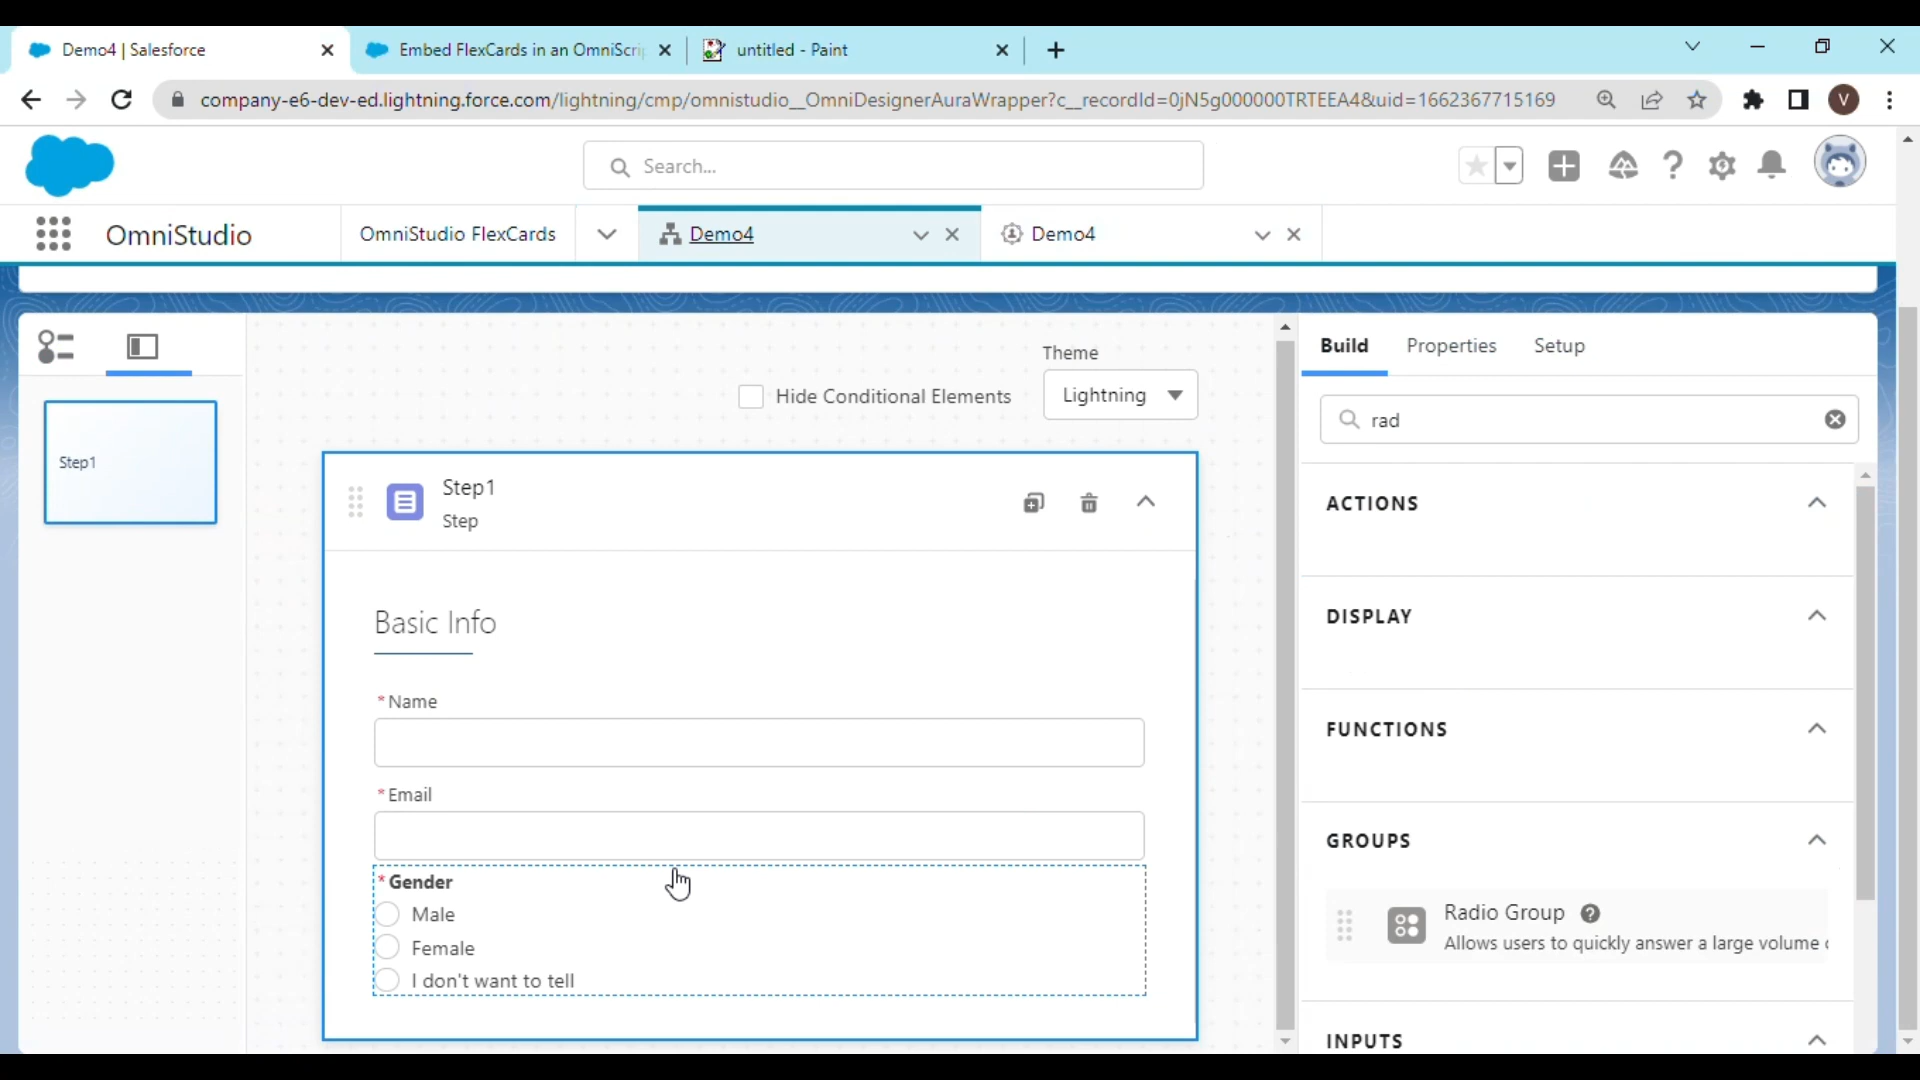 Demo4 | Salesforce
Embed FlexCards in an OmniScri
untitled - Paint
company-e6-dev-ed.lightning.force.com/lightning/cmp/omnistudio__OmniDesignerAuraWrapper?c__recordId=0jN5g000000TRTEEA4&uid=1662367715169
V
Search...
OmniStudio
OmniStudio FlexCards
Demo4
Demo4
Theme
Hide Conditional Elements
Lightning
Step1
Step1
Step
Basic Info
*Name
*Email
*Gender
Male
Female
I don't want to tell
Build
Properties
Setup
rad
ACTIONS
DISPLAY
FUNCTIONS
GROUPS
Radio Group
Allows users to quickly answer a large volume
INPUTS